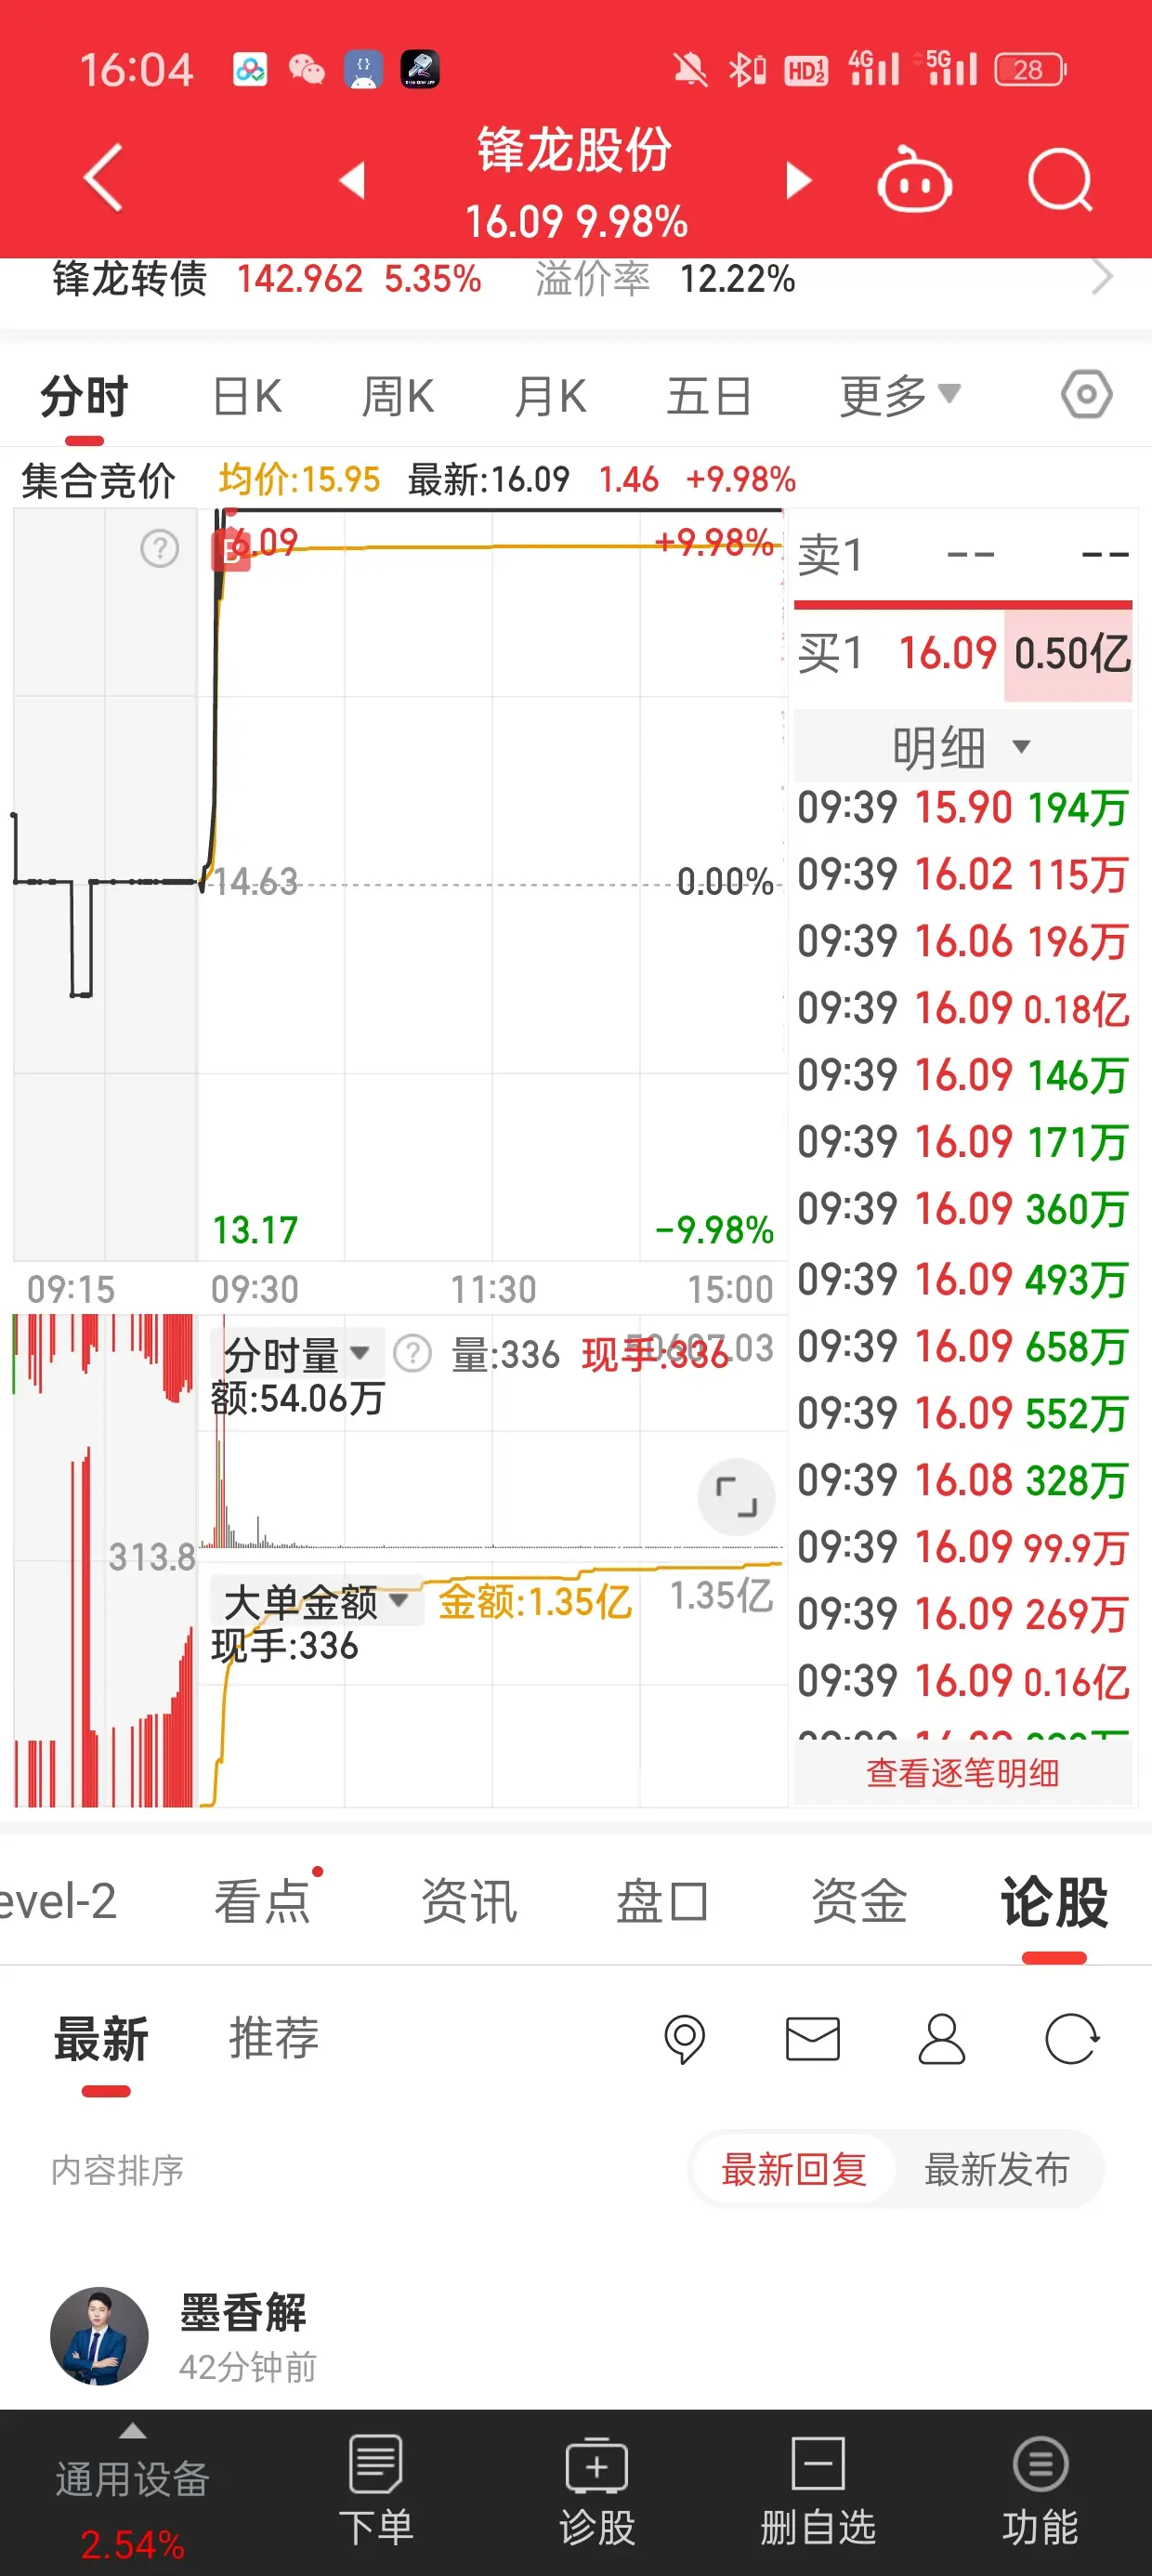 16:04
HD 1 2 4G 5G 28
锋龙股份
16.09 9.98%
锋龙转债 142.962 5.35% 溢价率 12.22%
分时 日K 周K 月K 五日 更多
集合竞价 均价:15.95 最新:16.09 1.46 +9.98%
16.09 +9.98%
B
14.63 0.00%
13.17 -9.98%
09:15 09:30 11:30 15:00
卖1 -- --
买1 16.09 0.50亿
明细
09:39 15.90 194万
09:39 16.02 115万
09:39 16.06 196万
09:39 16.09 0.18亿
09:39 16.09 146万
09:39 16.09 171万
09:39 16.09 360万
09:39 16.09 493万
09:39 16.09 658万
09:39 16.09 552万
09:39 16.08 328万
09:39 16.09 99.9万
09:39 16.09 269万
09:39 16.09 0.16亿
查看逐笔明细
分时量 量:336 现手:336 50607.03
额:54.06万
313.8
大单金额 金额:1.35亿 1.35亿
现手:336
evel-2 看点 资讯 盘口 资金 论股
最新 推荐
内容排序 最新回复 最新发布
墨香解
42分钟前
通用设备
2.54%
下单 诊股 删自选 功能